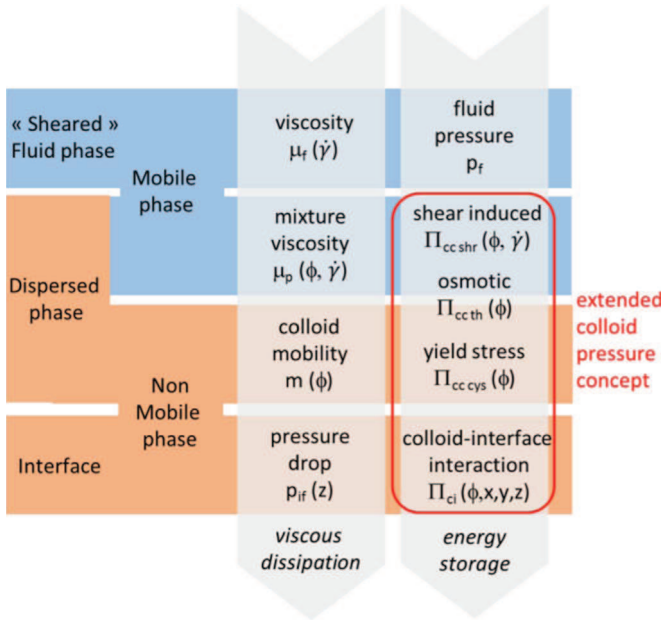 « Sheared »
Fluid phase
Mobile
phase
Dispersed
phase
Non
Mobile
phase
Interface
viscosity
μf (γ̇)
mixture
viscosity
μp (ϕ, γ̇)
colloid
mobility
m (ϕ)
pressure
drop
pif (z)
viscous
dissipation
fluid
pressure
pf
shear induced
Πcc shr (ϕ, γ̇)
osmotic
Πcc th (ϕ)
yield stress
Πcc cys (ϕ)
colloid-interface
interaction
Πci (ϕ,x,y,z)
energy
storage
extended
colloid
pressure
concept